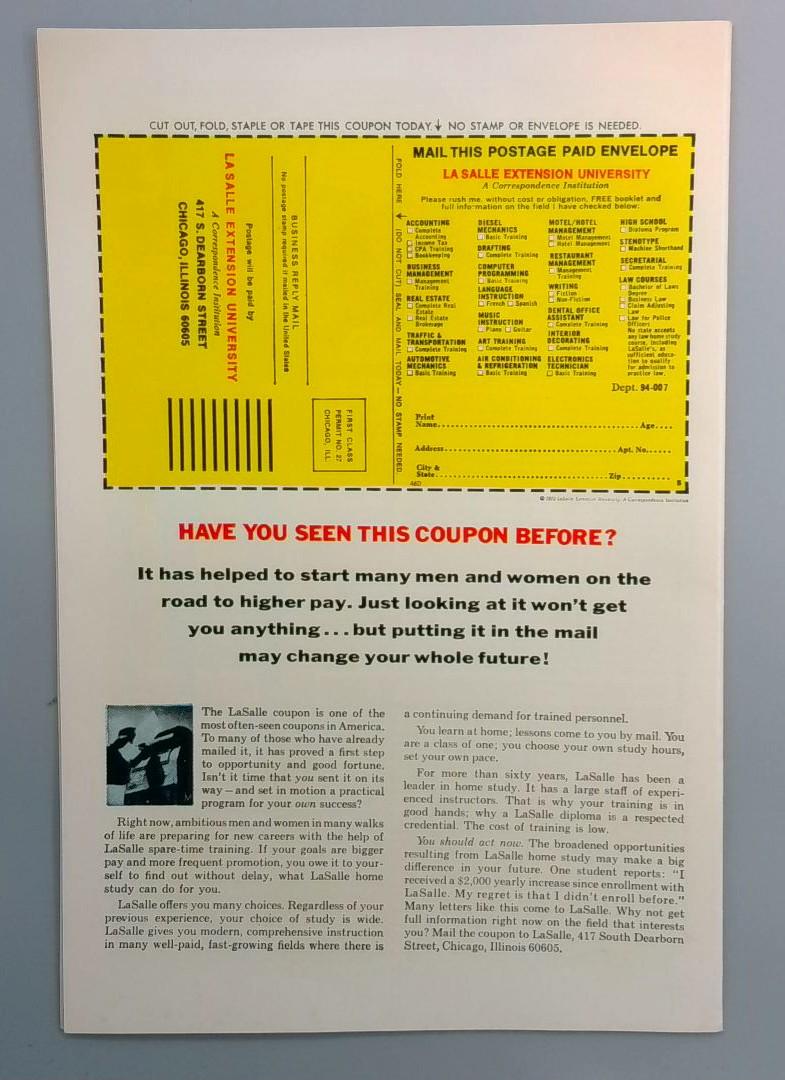 CUT OUT, FOLD, STAPLE OR TAPE THIS COUPON TODAY. ↓ NO STAMP OR ENVELOPE IS NEEDED.
BUSINESS REPLY MAIL
No postage stamp required if mailed in the United States
Postage will be paid by
LA SALLE EXTENSION UNIVERSITY
A Correspondence Institution
417 S. DEARBORN STREET
CHICAGO, ILLINOIS 60605
FIRST CLASS
PERMIT NO. 27
CHICAGO, ILL.
FOLD HERE ← (DO NOT CUT) SEAL AND MAIL TODAY — NO STAMP NEEDED
MAIL THIS POSTAGE PAID ENVELOPE
LA SALLE EXTENSION UNIVERSITY
A Correspondence Institution
Please rush me, without cost or obligation, FREE booklet and
full information on the field I have checked below:
ACCOUNTING
Complete
Accounting
Income Tax
CPA Training
Bookkeeping
BUSINESS
MANAGEMENT
Management
Training
REAL ESTATE
Complete Real
Estate
Real Estate
Brokerage
TRAFFIC &
TRANSPORTATION
Complete Training
AUTOMOTIVE
MECHANICS
Basic Training
DIESEL
MECHANICS
Basic Training
DRAFTING
Complete Training
COMPUTER
PROGRAMMING
Basic Training
LANGUAGE
INSTRUCTION
French Spanish
MUSIC
INSTRUCTION
Piano Guitar
ART TRAINING
Complete Training
AIR CONDITIONING
& REFRIGERATION
Basic Training
MOTEL/HOTEL
MANAGEMENT
Motel Management
Hotel Management
RESTAURANT
MANAGEMENT
Management
Training
WRITING
Fiction
Non-Fiction
DENTAL OFFICE
ASSISTANT
Complete Training
INTERIOR
DECORATING
Complete Training
ELECTRONICS
TECHNICIAN
Basic Training
HIGH SCHOOL
Diploma Program
STENOTYPE
Machine Shorthand
SECRETARIAL
Complete Training
LAW COURSES
Bachelor of Laws
Degree
Business Law
Claim Adjusting
Law
Law for Police
Officers
No state accepts
any law home study
course, including
LaSalle's, as
sufficient educa-
tion to qualify
for admission to
practice law.
Dept. 94-007
Print
Name Age
Address Apt. No.
City &
State Zip
460
© 1972 LaSalle Extension University, A Correspondence Institution
HAVE YOU SEEN THIS COUPON BEFORE?
It has helped to start many men and women on the
road to higher pay. Just looking at it won't get
you anything...but putting it in the mail
may change your whole future!
The LaSalle coupon is one of the
most often-seen coupons in America.
To many of those who have already
mailed it, it has proved a first step
to opportunity and good fortune.
Isn't it time that you sent it on its
way — and set in motion a practical
program for your own success?
Right now, ambitious men and women in many walks
of life are preparing for new careers with the help of
LaSalle spare-time training. If your goals are bigger
pay and more frequent promotion, you owe it to your-
self to find out without delay, what LaSalle home
study can do for you.
LaSalle offers you many choices. Regardless of your
previous experience, your choice of study is wide.
LaSalle gives you modern, comprehensive instruction
in many well-paid, fast-growing fields where there is
a continuing demand for trained personnel.
You learn at home; lessons come to you by mail. You
are a class of one; you choose your own study hours,
set your own pace.
For more than sixty years, LaSalle has been a
leader in home study. It has a large staff of experi-
enced instructors. That is why your training is in
good hands; why a LaSalle diploma is a respected
credential. The cost of training is low.
You should act now. The broadened opportunities
resulting from LaSalle home study may make a big
difference in your future. One student reports: "I
received a $2,000 yearly increase since enrollment with
LaSalle. My regret is that I didn't enroll before."
Many letters like this come to LaSalle. Why not get
full information right now on the field that interests
you? Mail the coupon to LaSalle, 417 South Dearborn
Street, Chicago, Illinois 60605.